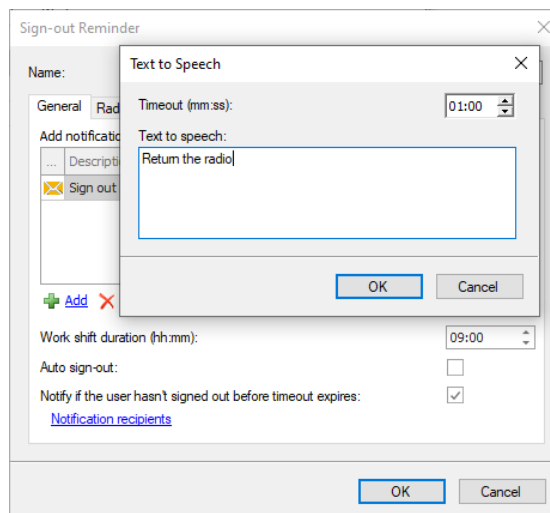 Sign-out Reminder
Text to Speech
Name:
Timeout (mm:ss):
01:00
General
Rad
Text to speech:
Add notificatio
Return the radio
... Descripti
Sign out
OK
Cancel
Add
Work shift duration (hh:mm):
09:00
Auto sign-out:
Notify if the user hasn't signed out before timeout expires:
Notification recipients
OK
Cancel